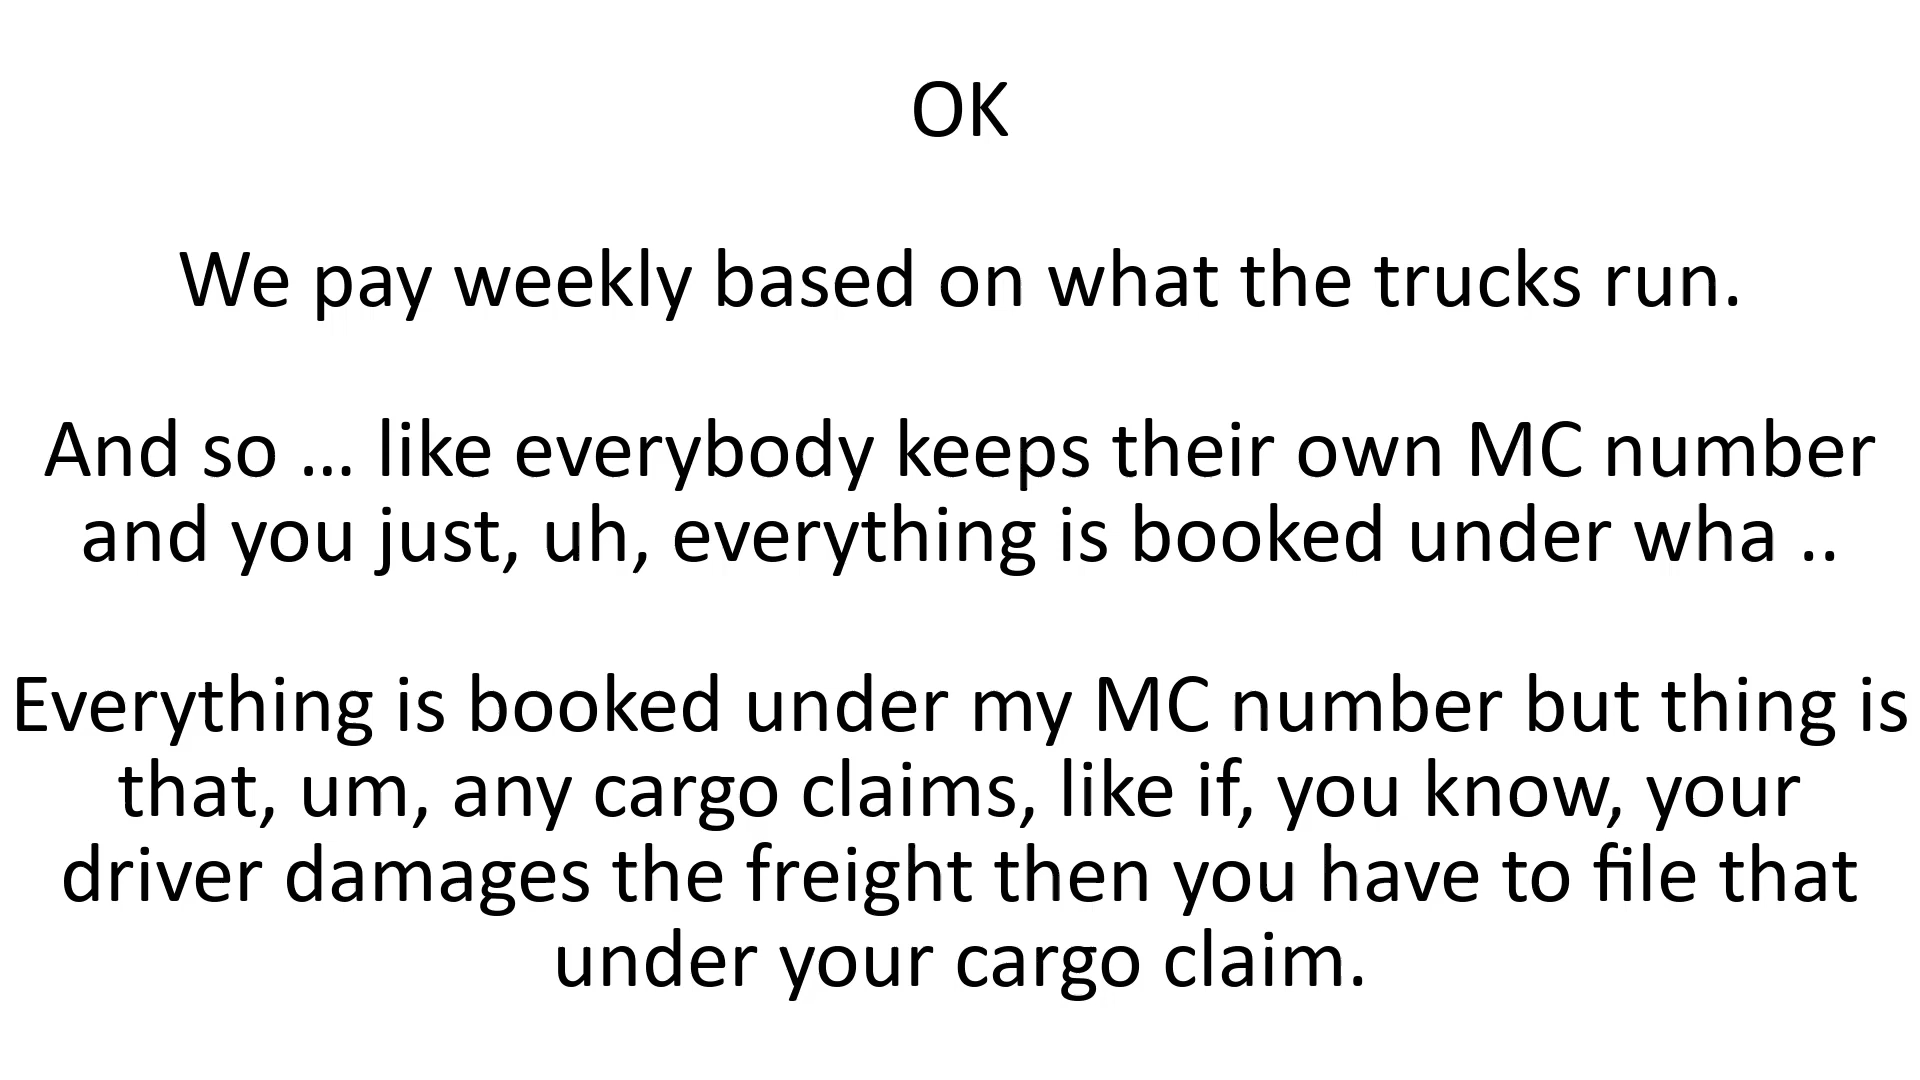 OK
We pay weekly based on what the trucks run.
And so ... like everybody keeps their own MC number
and you just, uh, everything is booked under wha ..
Everything is booked under my MC number but thing is
that, um, any cargo claims, like if, you know, your
driver damages the freight then you have to file that
under your cargo claim.